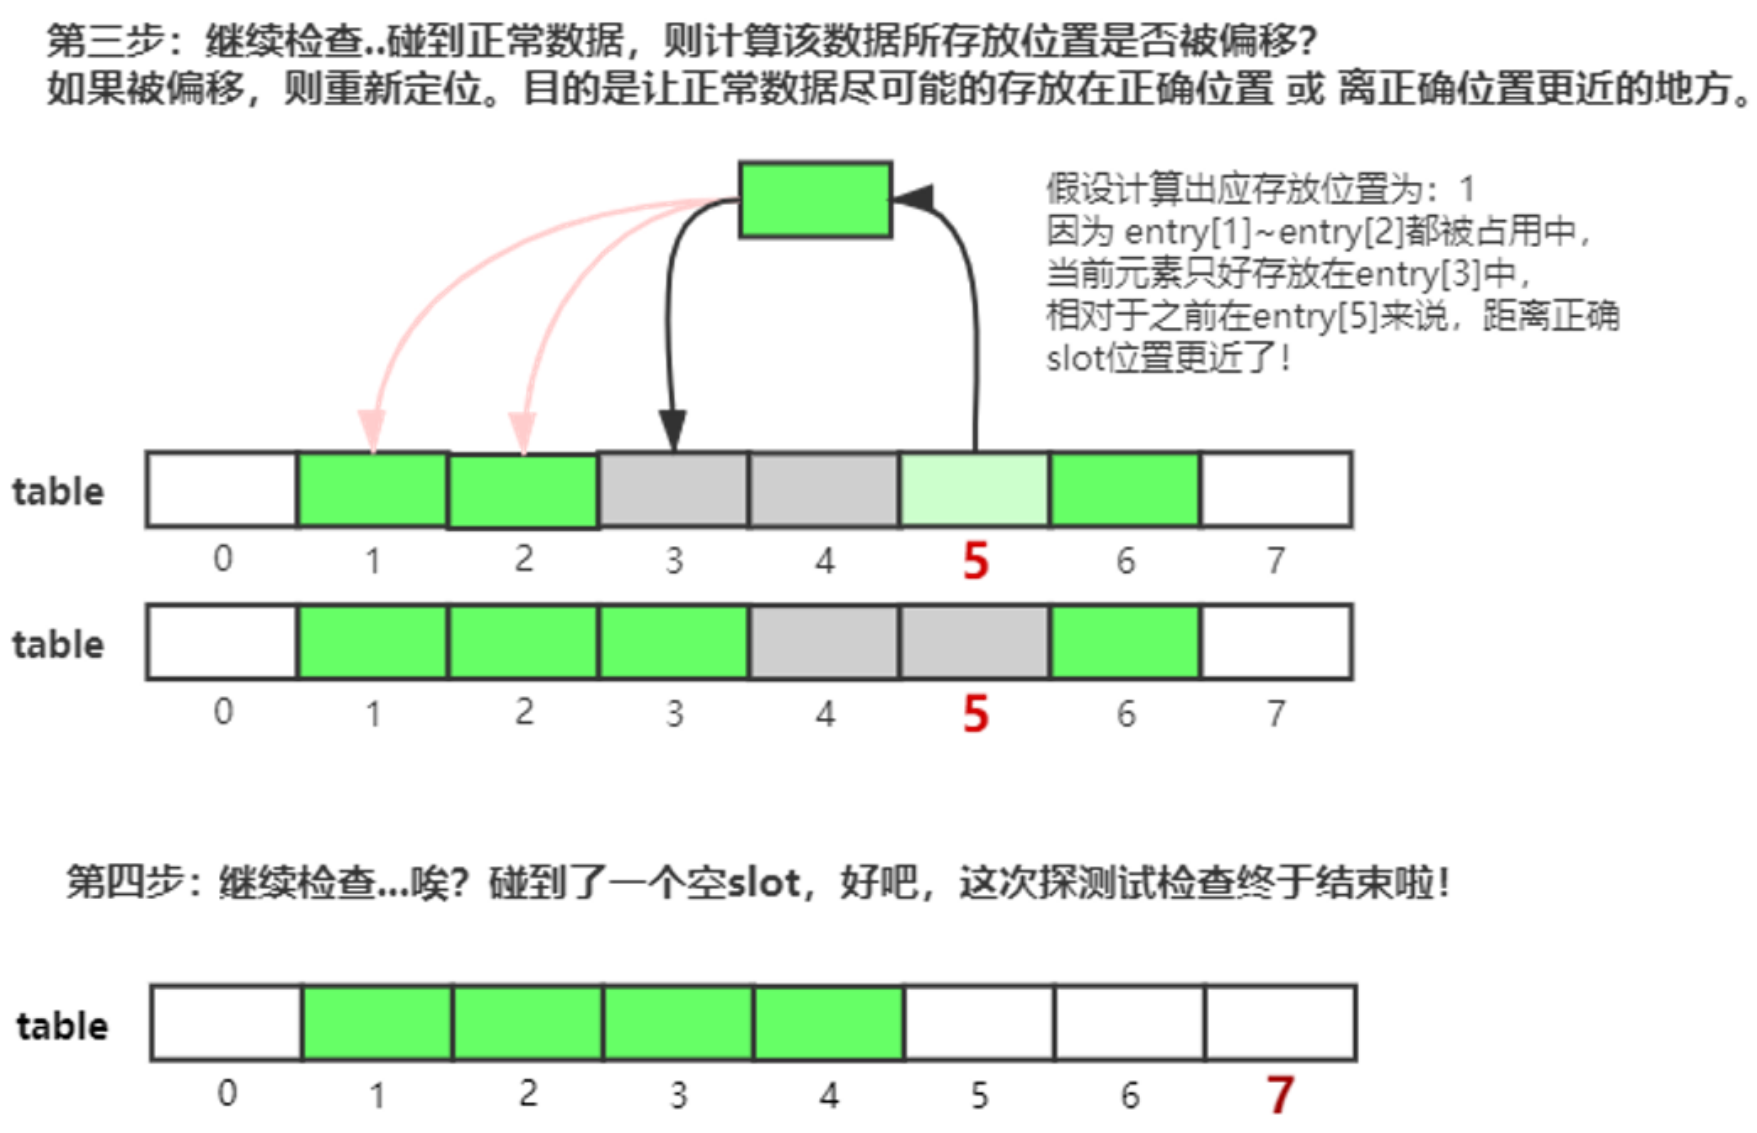 第三步：继续检查..碰到正常数据，则计算该数据所存放位置是否被偏移？
如果被偏移，则重新定位。目的是让正常数据尽可能的存放在正确位置 或 离正确位置更近的地方。
假设计算出应存放位置为：1
因为 entry[1]~entry[2]都被占用中，
当前元素只好存放在entry[3]中，
相对于之前在entry[5]来说，距离正确
slot位置更近了！
table
0 1 2 3 4 5 6 7
table
0 1 2 3 4 5 6 7
第四步：继续检查...唉？碰到了一个空slot，好吧，这次探测试检查终于结束啦！
table
0 1 2 3 4 5 6 7